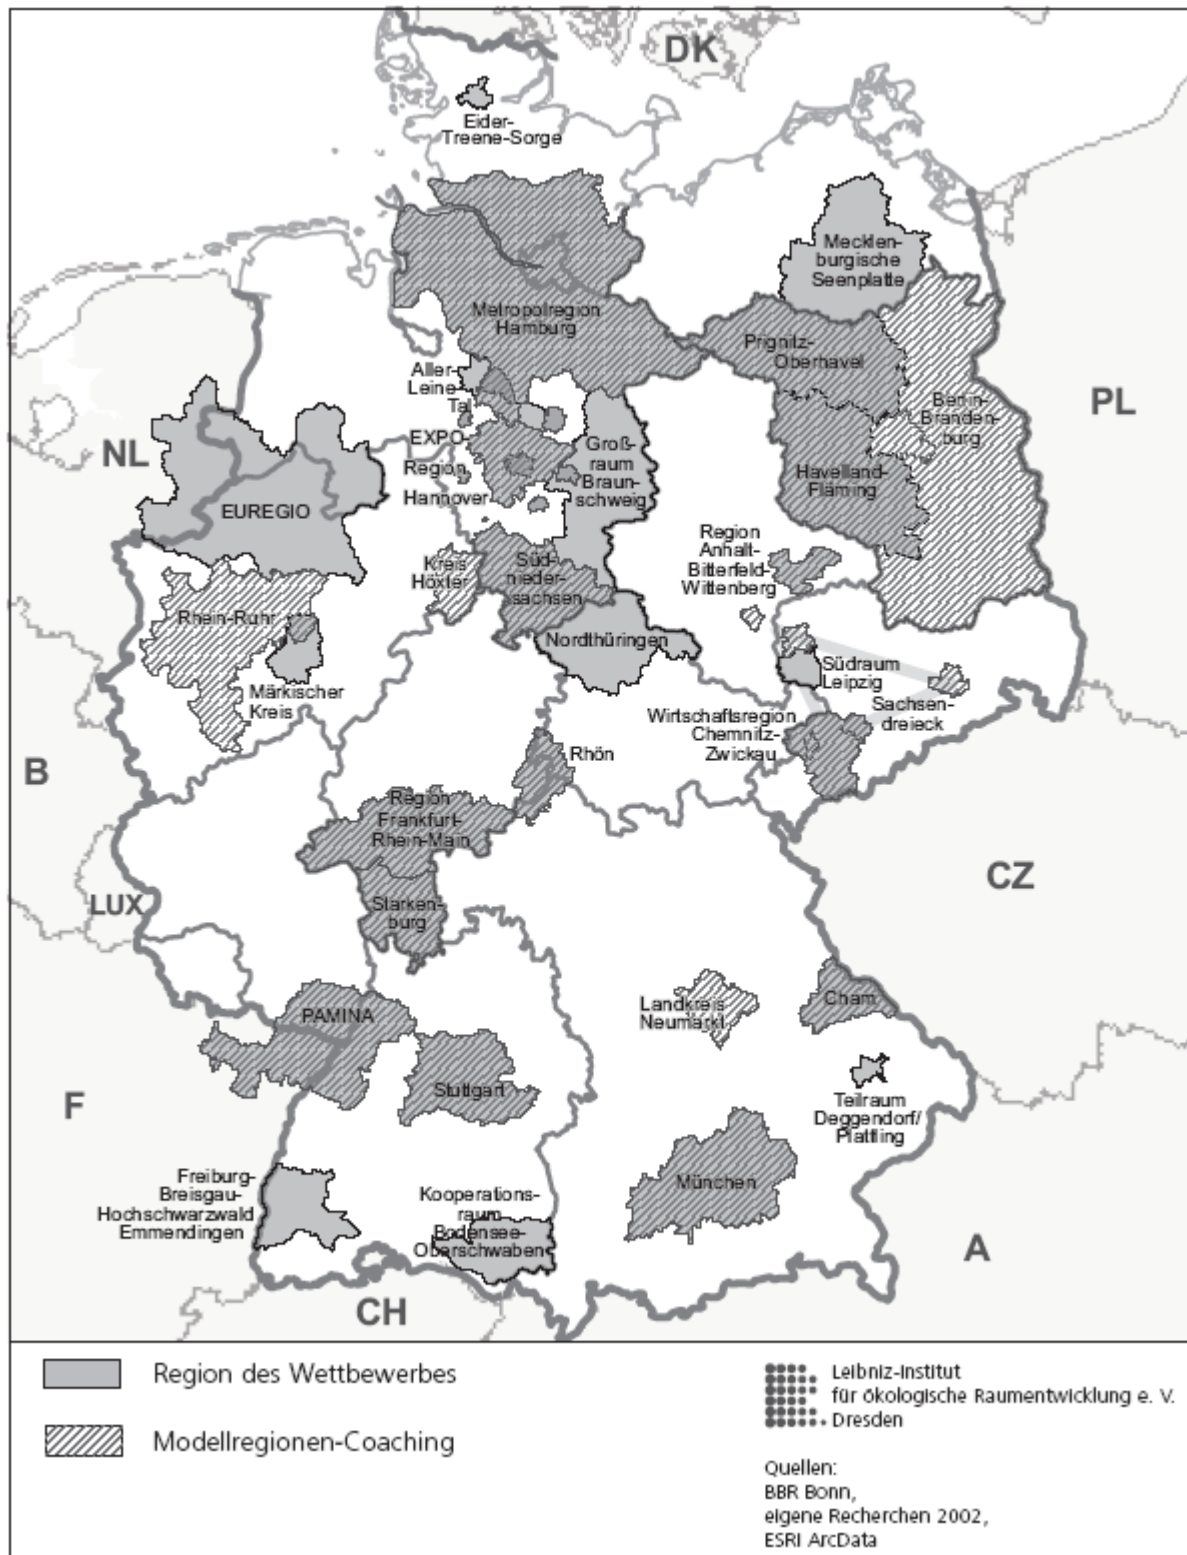 DK
Eider-
Treene-Sorge
Mecklen-
burgische
Seenplatte
Metropolregion
Hamburg
Prignitz-
Oberhavel
Aller-
Leine-
Tal
PL
Berlin-
Branden-
burg
NL
EXPO-
Region
Hannover
Groß-
raum
Braun-
schweig
Havelland-
Fläming
EUREGIO
Region
Anhalt-
Bitterfeld-
Wittenberg
Kreis
Höxter
Süd-
nieder-
sachsen
Rhein-Ruhr
Nordthüringen
Südraum
Leipzig
Märkischer
Kreis
Sachsen-
dreieck
Wirtschaftsregion
Chemnitz-
Zwickau
Rhön
B
Region
Frankfurt-
Rhein-Main
CZ
LUX
Starken-
burg
Landkreis
Neumarkt
Cham
PAMINA
Stuttgart
F
Teilraum
Deggendorf/
Plattling
Freiburg-
Breisgau-
Hochschwarzwald
Emmendingen
Kooperations-
raum
Bodensee-
Oberschwaben
München
A
CH
Region des Wettbewerbes
Modellregionen-Coaching
Leibniz-Institut
für ökologische Raumentwicklung e. V.
Dresden
Quellen:
BBR Bonn,
eigene Recherchen 2002,
ESRI ArcData